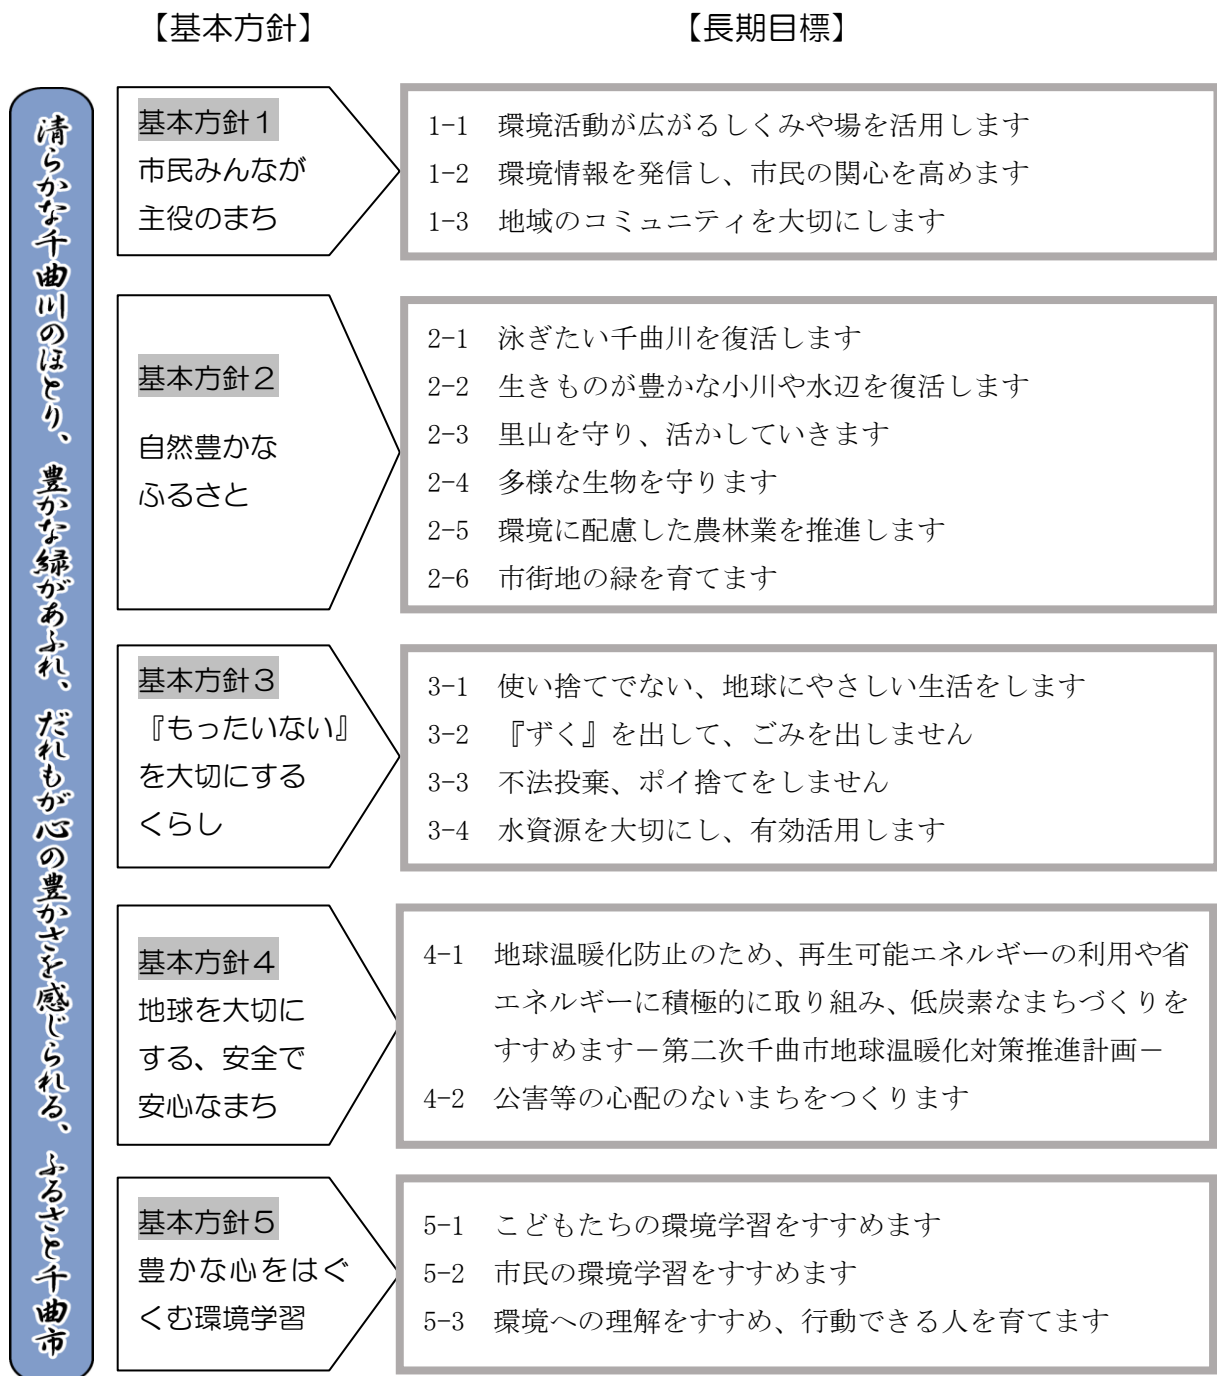 【基本方針】
【長期目標】
清らかな千曲川のほとり、豊かな緑があふれ、だれもが心の豊かさを感じられる、ふるさと千曲市
基本方針１
市民みんなが
主役のまち
1-1 環境活動が広がるしくみや場を活用します
1-2 環境情報を発信し、市民の関心を高めます
1-3 地域のコミュニティを大切にします
基本方針２
自然豊かな
ふるさと
2-1 泳ぎたい千曲川を復活します
2-2 生きものが豊かな小川や水辺を復活します
2-3 里山を守り、活かしていきます
2-4 多様な生物を守ります
2-5 環境に配慮した農林業を推進します
2-6 市街地の緑を育てます
基本方針３
『もったいない』
を大切にする
くらし
3-1 使い捨てでない、地球にやさしい生活をします
3-2 『ずく』を出して、ごみを出しません
3-3 不法投棄、ポイ捨てをしません
3-4 水資源を大切にし、有効活用します
基本方針４
地球を大切に
する、安全で
安心なまち
4-1 地球温暖化防止のため、再生可能エネルギーの利用や省
エネルギーに積極的に取り組み、低炭素なまちづくりを
すすめます－第二次千曲市地球温暖化対策推進計画－
4-2 公害等の心配のないまちをつくります
基本方針５
豊かな心をはぐ
くむ環境学習
5-1 こどもたちの環境学習をすすめます
5-2 市民の環境学習をすすめます
5-3 環境への理解をすすめ、行動できる人を育てます